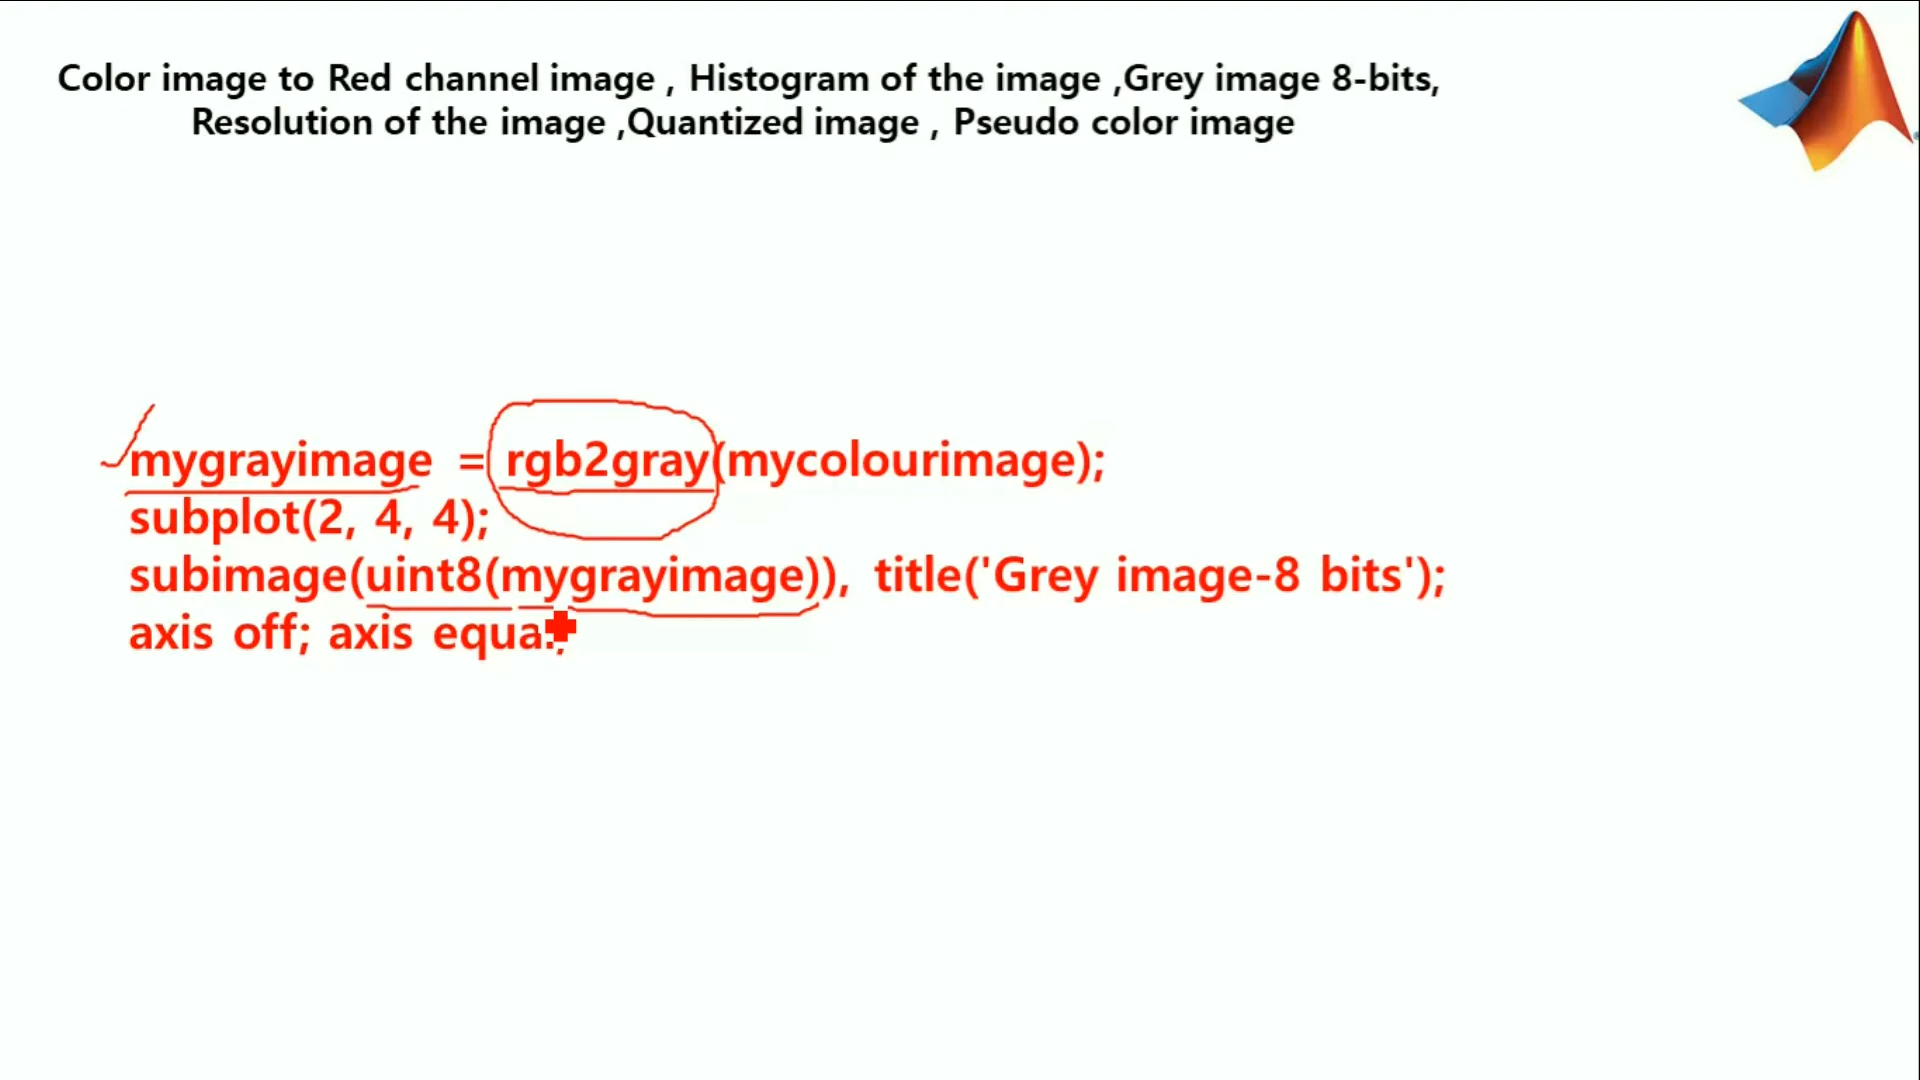 Color image to Red channel image , Histogram of the image ,Grey image 8-bits,
Resolution of the image ,Quantized image , Pseudo color image
mygrayimage = rgb2gray(mycolourimage);
subplot(2, 4, 4);
subimage(uint8(mygrayimage)), title('Grey image-8 bits');
axis off; axis